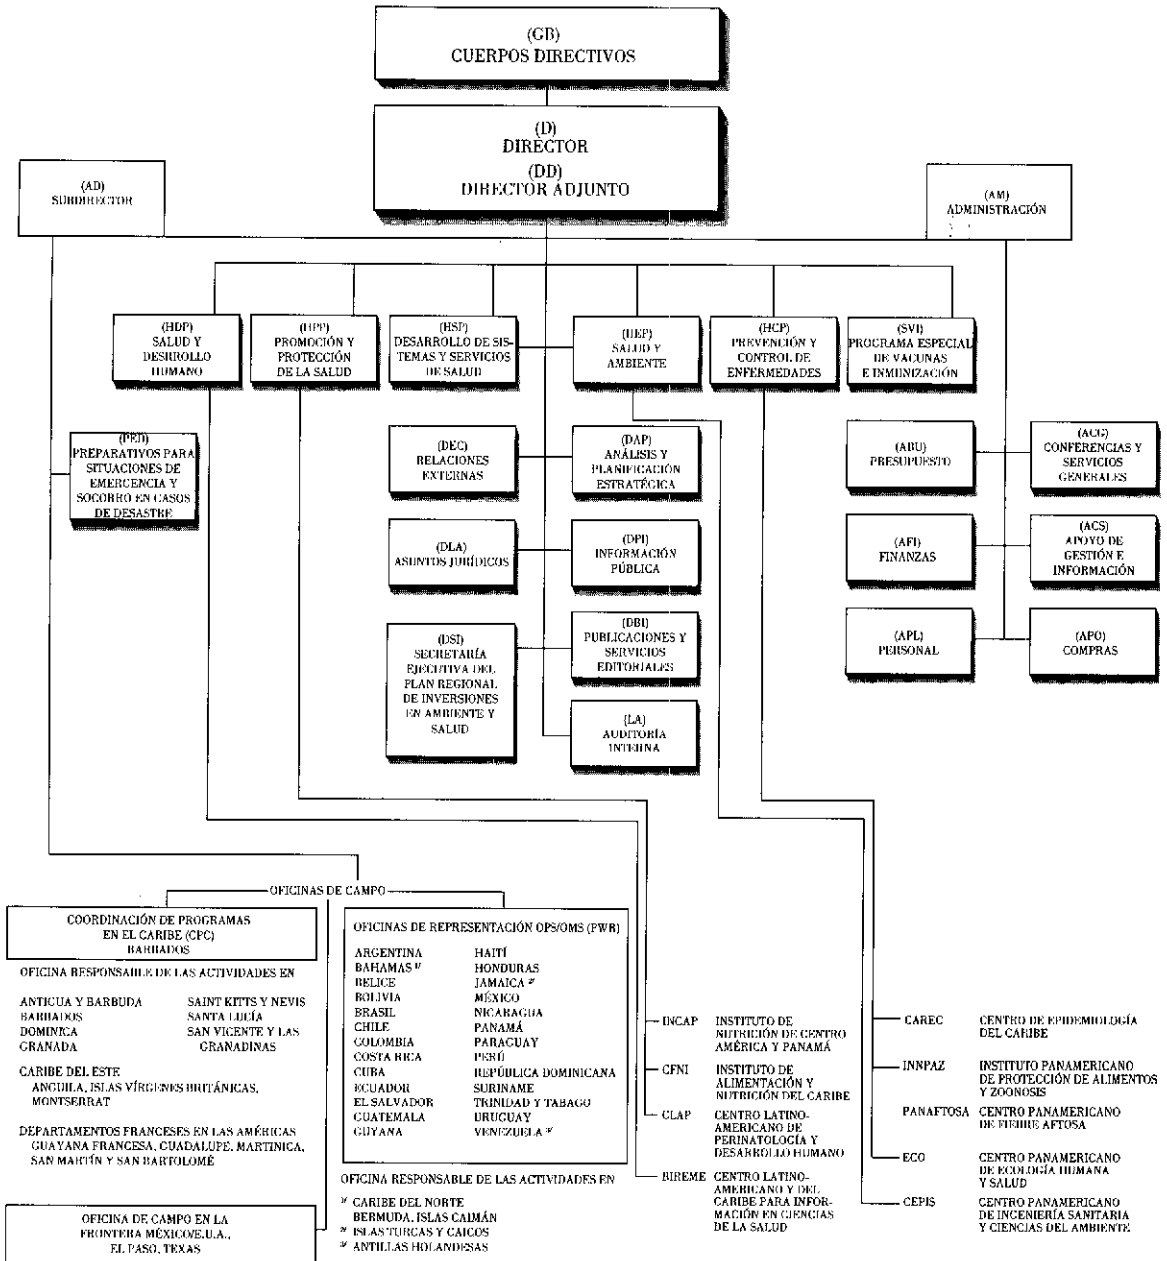 (GB)
CUERPOS DIRECTIVOS
(D)
DIRECTOR
(DD)
DIRECTOR ADJUNTO
(AD)
SUBDIRECTOR
(AM)
ADMINISTRACIÓN
(HDP)
SALUD Y
DESARROLLO
HUMANO
(HPP)
PROMOCIÓN Y
PROTECCIÓN
DE LA SALUD
(HSP)
DESARROLLO DE SIS-
TEMAS Y SERVICIOS
DE SALUD
(HEP)
SALUD Y
AMBIENTE
(HCP)
PREVENCIÓN Y
CONTROL DE
ENFERMEDADES
(SVI)
PROGRAMA ESPECIAL
DE VACUNAS
E INMUNIZACIÓN
(PED)
PREPARATIVOS PARA
SITUACIONES DE
EMERGENCIA Y
SOCORRO EN CASOS
DE DESASTRE
(DEC)
RELACIONES
EXTERNAS
(DAP)
ANÁLISIS Y
PLANIFICACIÓN
ESTRATÉGICA
(ABU)
PRESUPUESTO
(ACG)
CONFERENCIAS Y
SERVICIOS
GENERALES
(DLA)
ASUNTOS JURÍDICOS
(DPI)
INFORMACIÓN
PÚBLICA
(AFI)
FINANZAS
(ACS)
APOYO DE
GESTIÓN E
INFORMACIÓN
(DSI)
SECRETARÍA
EJECUTIVA DEL
PLAN REGIONAL
DE INVERSIONES
EN AMBIENTE Y
SALUD
(DBI)
PUBLICACIONES Y
SERVICIOS
EDITORIALES
(APL)
PERSONAL
(APO)
COMPRAS
(LA)
AUDITORÍA
INTERNA
OFICINAS DE CAMPO
COORDINACIÓN DE PROGRAMAS
EN EL CARIBE (CPC)
BARBADOS
OFICINA RESPONSABLE DE LAS ACTIVIDADES EN
ANTIGUA Y BARBUDA SAINT KITTS Y NEVIS
BARBADOS SANTA LUCÍA
DOMINICA SAN VICENTE Y LAS
GRANADA GRANADINAS
CARIBE DEL ESTE
ANGUILA, ISLAS VÍRGENES BRITÁNICAS,
MONTSERRAT
DEPARTAMENTOS FRANCESES EN LAS AMÉRICAS
GUAYANA FRANCESA, GUADALUPE, MARTINICA,
SAN MARTÍN Y SAN BARTOLOMÉ
OFICINA DE CAMPO EN LA
FRONTERA MÉXICO/E.U.A.,
EL PASO, TEXAS
OFICINAS DE REPRESENTACIÓN OPS/OMS (PWR)
ARGENTINA HAITÍ
BAHAMAS 1/ HONDURAS
BELICE JAMAICA 2/
BOLIVIA MÉXICO
BRASIL NICARAGUA
CHILE PANAMÁ
COLOMBIA PARAGUAY
COSTA RICA PERÚ
CUBA REPÚBLICA DOMINICANA
ECUADOR SURINAME
EL SALVADOR TRINIDAD Y TABAGO
GUATEMALA URUGUAY
GUYANA VENEZUELA 3/
OFICINA RESPONSABLE DE LAS ACTIVIDADES EN
1/ CARIBE DEL NORTE
BERMUDA, ISLAS CAIMÁN
2/ ISLAS TURCAS Y CAICOS
3/ ANTILLAS HOLANDESAS
INCAP INSTITUTO DE
NUTRICIÓN DE CENTRO
AMÉRICA Y PANAMÁ
CFNI INSTITUTO DE
ALIMENTACIÓN Y
NUTRICIÓN DEL CARIBE
CLAP CENTRO LATINO-
AMERICANO DE
PERINATOLOGÍA Y
DESARROLLO HUMANO
BIREME CENTRO LATINO-
AMERICANO Y DEL
CARIBE PARA INFOR-
MACIÓN EN CIENCIAS
DE LA SALUD
CAREC CENTRO DE EPIDEMIOLOGÍA
DEL CARIBE
INNPAZ INSTITUTO PANAMERICANO
DE PROTECCIÓN DE ALIMENTOS
Y ZOONOSIS
PANAFTOSA CENTRO PANAMERICANO
DE FIEBRE AFTOSA
ECO CENTRO PANAMERICANO
DE ECOLOGÍA HUMANA
Y SALUD
CEPIS CENTRO PANAMERICANO
DE INGENIERÍA SANITARIA
Y CIENCIAS DEL AMBIENTE